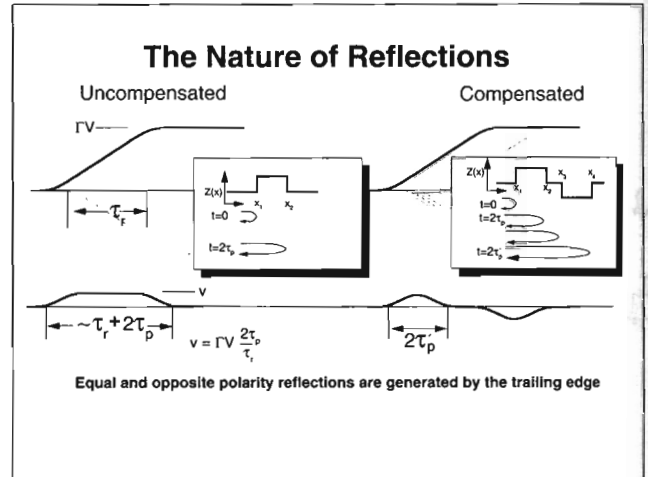 The Nature of Reflections
Uncompensated
Compensated
ΓV
τr
Z(x)
x1 x2
t=0
t=2τp
Z(x)
x1 x2 x3 x4
t=0
t=2τp
t=2τp
v
~τr + 2τp
v = ΓV 2τp/τr
2τp
Equal and opposite polarity reflections are generated by the trailing edge